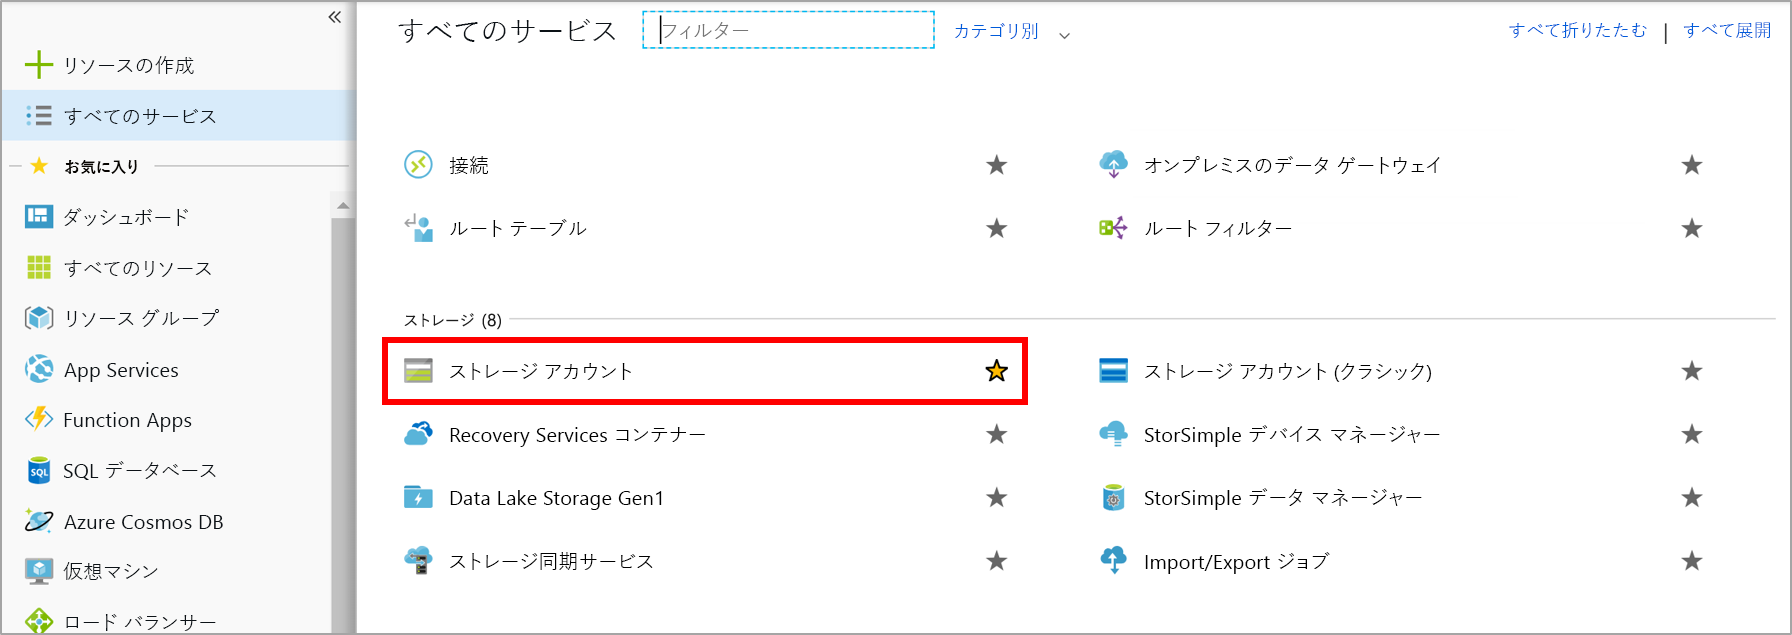 «
リソースの作成
すべてのサービス
お気に入り
ダッシュボード
すべてのリソース
リソース グループ
App Services
Function Apps
SQL データベース
Azure Cosmos DB
仮想マシン
ロード バランサー
すべてのサービス フィルター カテゴリ別 すべて折りたたむ | すべて展開
接続 オンプレミスのデータ ゲートウェイ
ルート テーブル ルート フィルター
ストレージ (8)
ストレージ アカウント ストレージ アカウント (クラシック)
Recovery Services コンテナー StorSimple デバイス マネージャー
Data Lake Storage Gen1 StorSimple データ マネージャー
ストレージ同期サービス Import/Export ジョブ